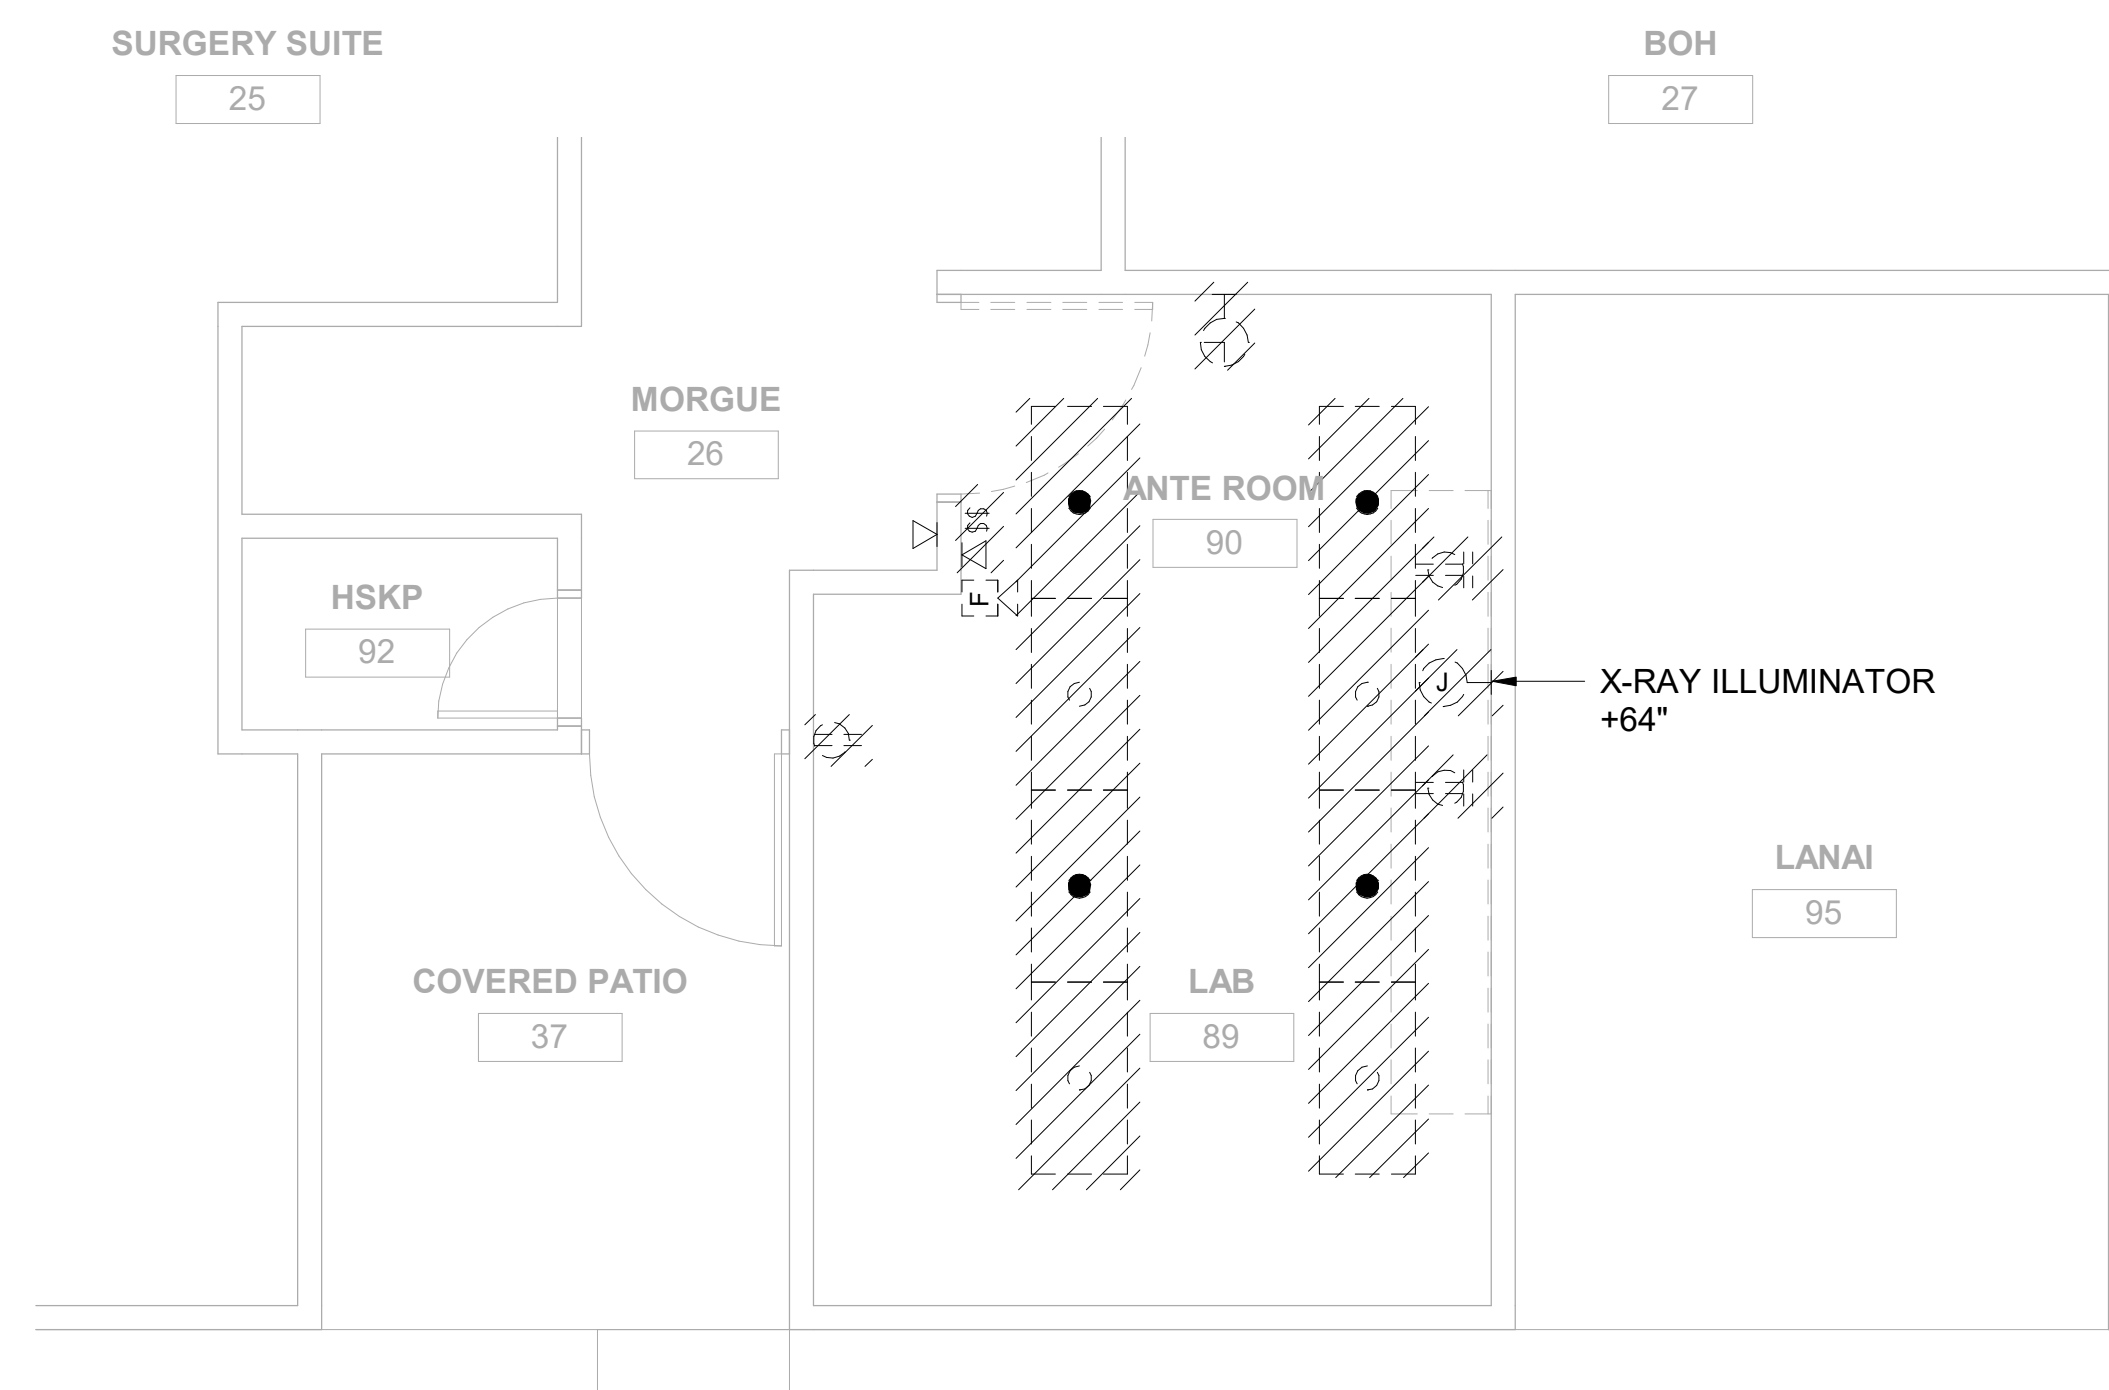 SURGERY SUITE
25
BOH
27
MORGUE
26
ANTE ROOM
90
$$
F
HSKP
92
J
X-RAY ILLUMINATOR
+64"
LANAI
95
COVERED PATIO
37
LAB
89